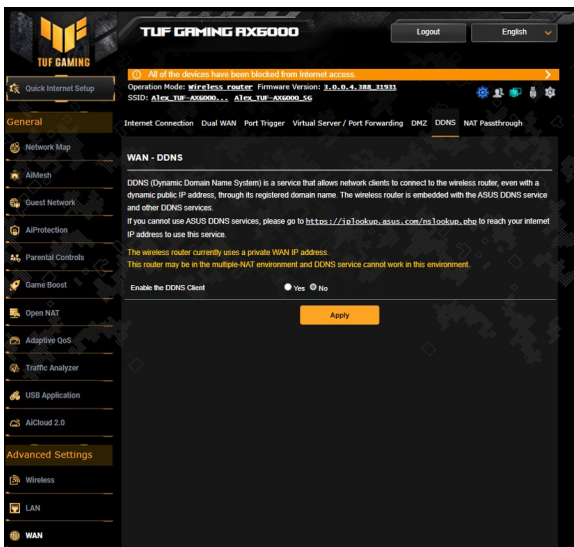 TUF GAMING
TUF GAMING AX6000
Logout
English
All of the devices have been blocked from Internet access.
Quick Internet Setup
Operation Mode: Wireless router Firmware Version: 3.0.0.4.388_31931
SSID: Alex_TUF-AX6000... Alex_TUF-AX6000_5G
General
Internet Connection Dual WAN Port Trigger Virtual Server / Port Forwarding DMZ DDNS NAT Passthrough
Network Map
AiMesh
Guest Network
AiProtection
Parental Controls
Game Boost
Open NAT
Adaptive QoS
Traffic Analyzer
USB Application
AiCloud 2.0
Advanced Settings
Wireless
LAN
WAN
WAN - DDNS
DDNS (Dynamic Domain Name System) is a service that allows network clients to connect to the wireless router, even with a
dynamic public IP address, through its registered domain name. The wireless router is embedded with the ASUS DDNS service
and other DDNS services.
If you cannot use ASUS DDNS services, please go to https://iplookup.asus.com/nslookup.php to reach your internet
IP address to use this service.
The wireless router currently uses a private WAN IP address.
This router may be in the multiple-NAT environment and DDNS service cannot work in this environment.
Enable the DDNS Client Yes No
Apply